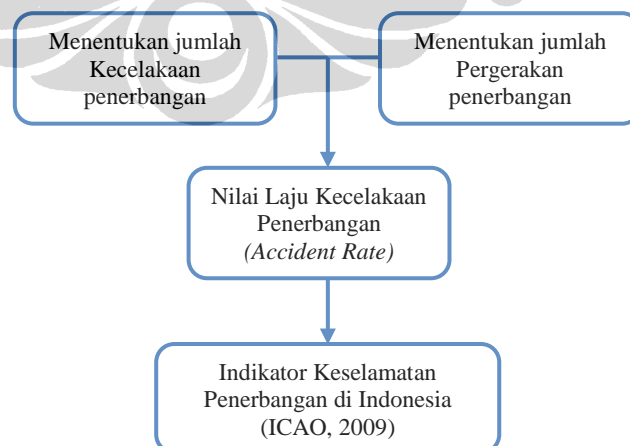 Menentukan jumlah
Kecelakaan
penerbangan
Menentukan jumlah
Pergerakan
penerbangan
Nilai Laju Kecelakaan
Penerbangan
(Accident Rate)
Indikator Keselamatan
Penerbangan di Indonesia
(ICAO, 2009)